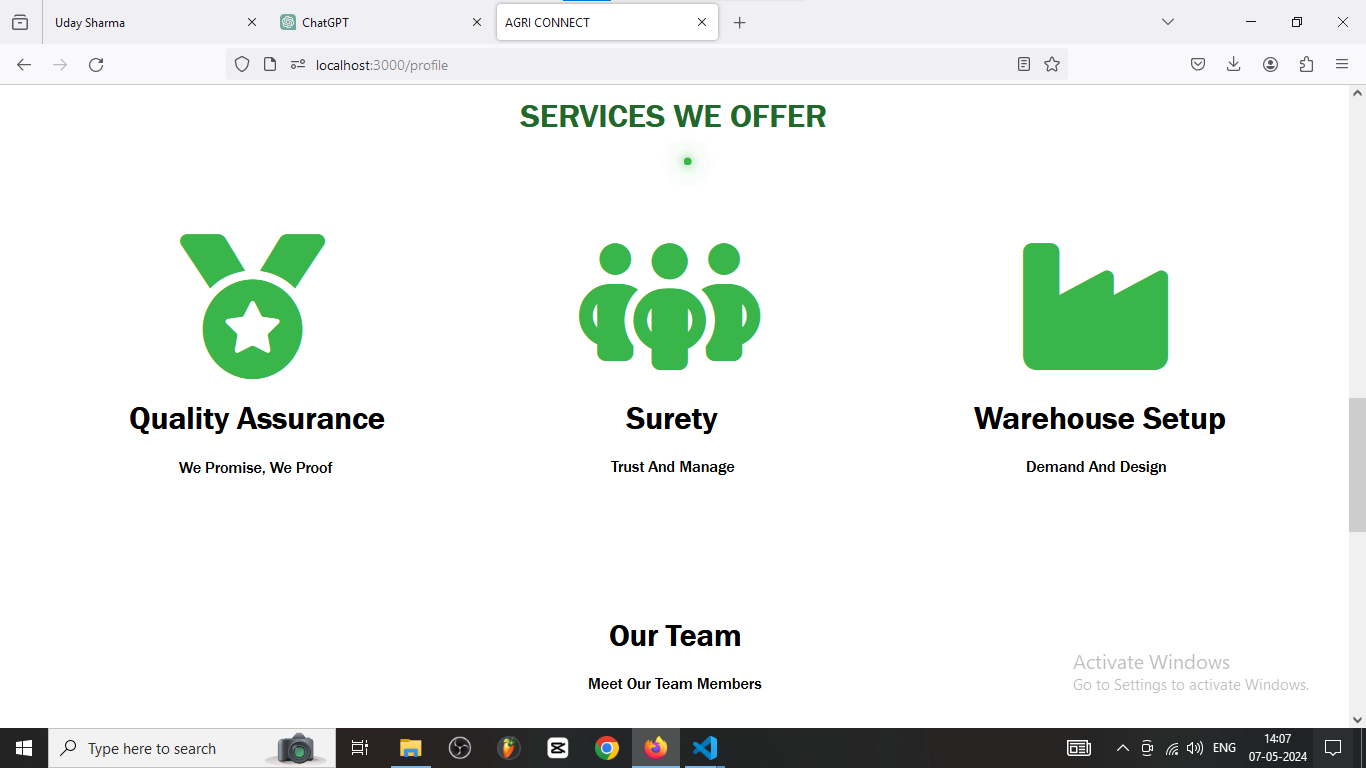 Uday Sharma
ChatGPT
AGRI CONNECT
localhost:3000/profile
SERVICES WE OFFER
Quality Assurance
Surety
Warehouse Setup
We Promise, We Proof
Trust And Manage
Demand And Design
Our Team
Meet Our Team Members
Activate Windows
Go to Settings to activate Windows.
Type here to search
ENG
14:07
07-05-2024